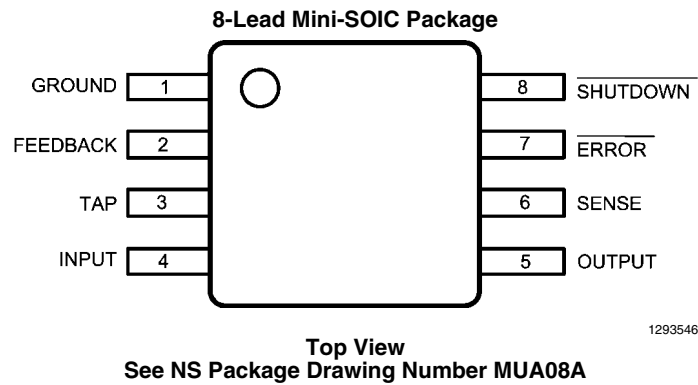 8-Lead Mini-SOIC Package
GROUND 1 8 SHUTDOWN
FEEDBACK 2 7 ERROR
TAP 3 6 SENSE
INPUT 4 5 OUTPUT
1293546
Top View
See NS Package Drawing Number MUA08A